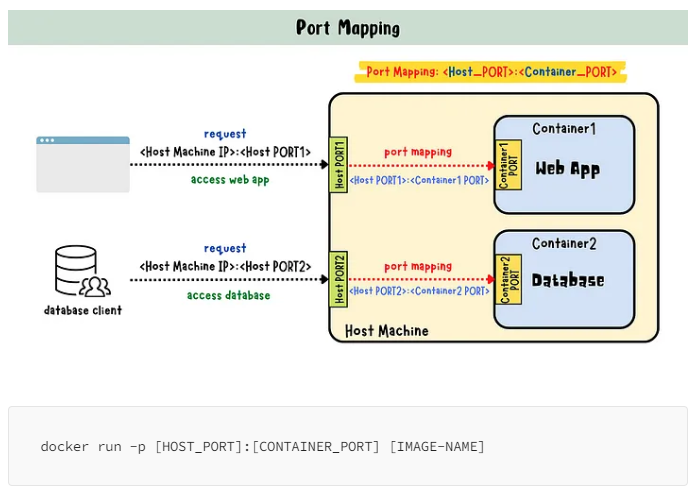 Port Mapping
Port Mapping: <Host_PORT>:<Container_PORT>
request
<Host Machine IP>:<Host PORT1>
access web app
Host PORT1
port mapping
<Host PORT1>:<Container1 PORT>
Container1
Container1
PORT
Web App
request
<Host Machine IP>:<Host PORT2>
access database
database client
Host PORT2
port mapping
<Host PORT2>:<Container2 PORT>
Container2
Container2
PORT
Database
Host Machine
docker run -p [HOST_PORT]:[CONTAINER_PORT] [IMAGE-NAME]